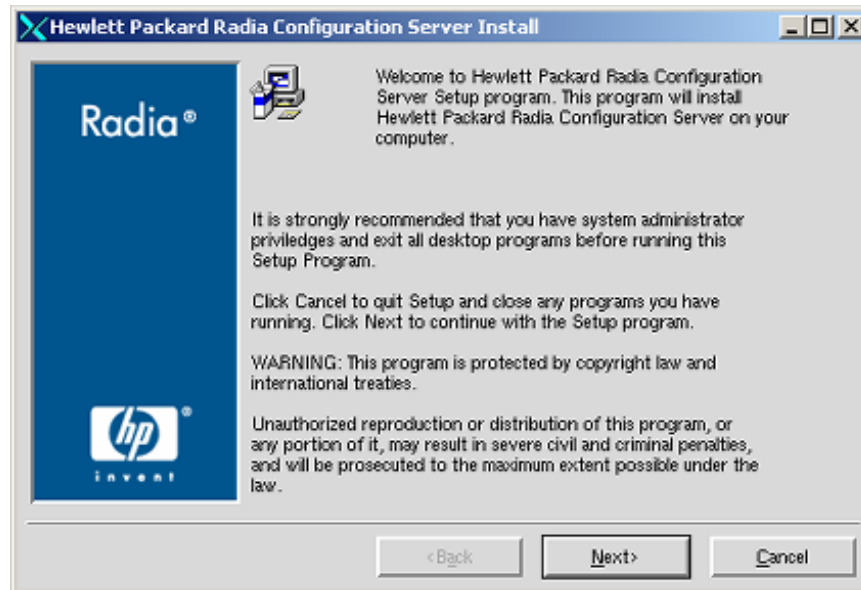 Hewlett Packard Radia Configuration Server Install
Radia®
Welcome to Hewlett Packard Radia Configuration
Server Setup program. This program will install
Hewlett Packard Radia Configuration Server on your
computer.
It is strongly recommended that you have system administrator
priviledges and exit all desktop programs before running this
Setup Program.
Click Cancel to quit Setup and close any programs you have
running. Click Next to continue with the Setup program.
WARNING: This program is protected by copyright law and
international treaties.
Unauthorized reproduction or distribution of this program, or
any portion of it, may result in severe civil and criminal penalties,
and will be prosecuted to the maximum extent possible under the
law.
hp®
invent
<Back
Next>
Cancel